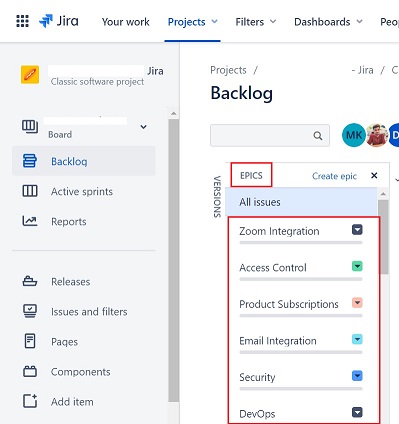 Jira
Your work
Projects
Filters
Dashboards
Jira
Classic software project
Board
Backlog
Active sprints
Reports
Releases
Issues and filters
Pages
Components
Add item
Projects /
- Jira /
Backlog
MK
VERSIONS
EPICS
Create epic
All issues
Zoom Integration
Access Control
Product Subscriptions
Email Integration
Security
DevOps